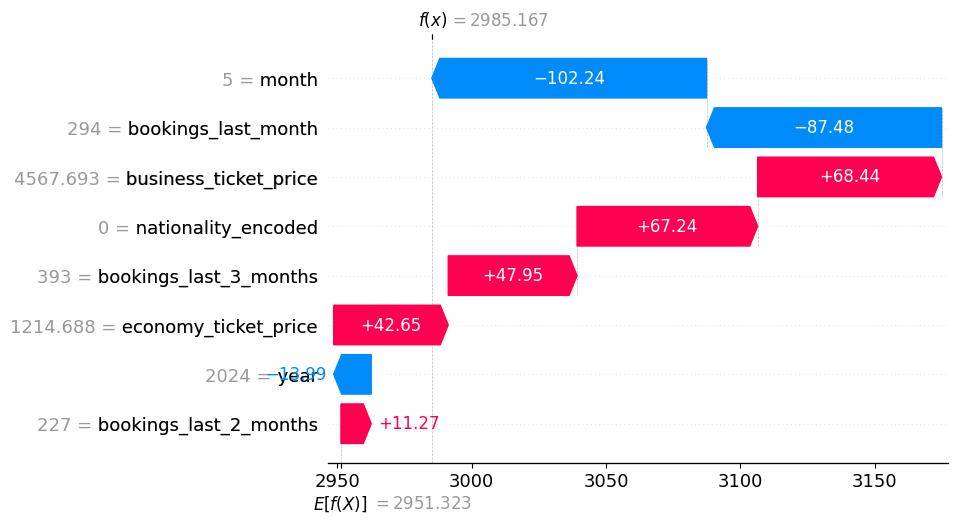 f(x) = 2985.167
5 = month
−102.24
294 = bookings_last_month
−87.48
4567.693 = business_ticket_price
+68.44
0 = nationality_encoded
+67.24
393 = bookings_last_3_months
+47.95
1214.688 = economy_ticket_price
+42.65
2024 = year
−13.99
227 = bookings_last_2_months
+11.27
2950 3000 3050 3100 3150
E[f(X)] = 2951.323